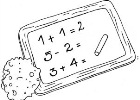 1+1=2
5-2=
3+4=